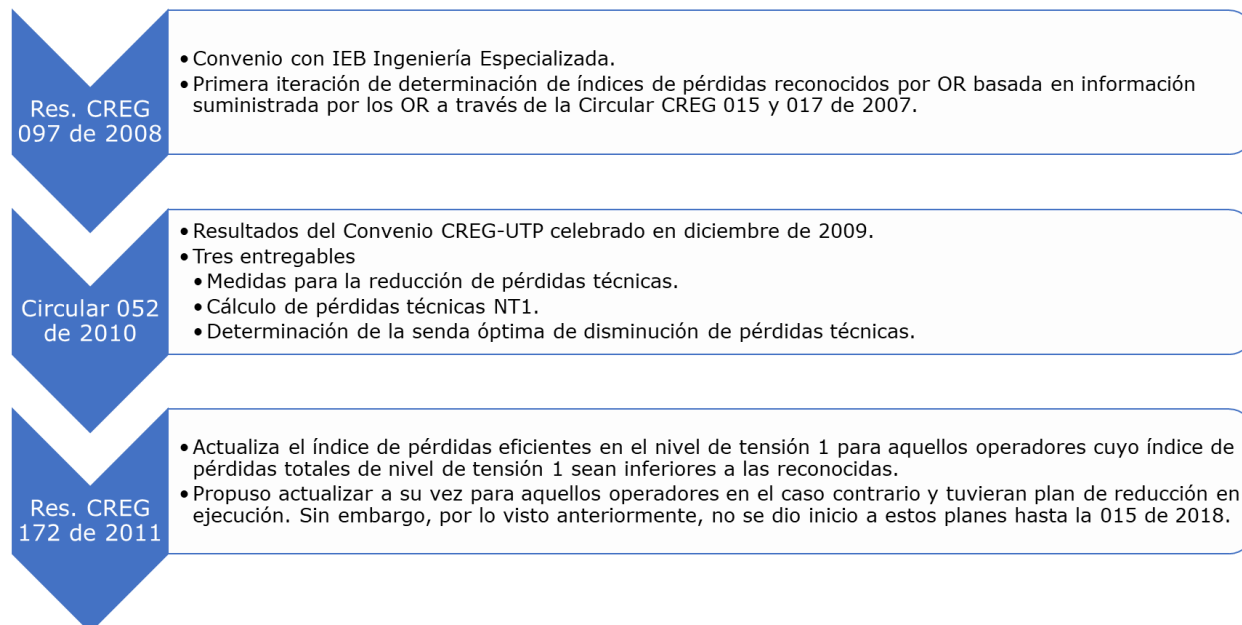 Res. CREG
097 de 2008
• Convenio con IEB Ingeniería Especializada.
• Primera iteración de determinación de índices de pérdidas reconocidos por OR basada en información
suministrada por los OR a través de la Circular CREG 015 y 017 de 2007.
Circular 052
de 2010
• Resultados del Convenio CREG-UTP celebrado en diciembre de 2009.
• Tres entregables
• Medidas para la reducción de pérdidas técnicas.
• Cálculo de pérdidas técnicas NT1.
• Determinación de la senda óptima de disminución de pérdidas técnicas.
Res. CREG
172 de 2011
• Actualiza el índice de pérdidas eficientes en el nivel de tensión 1 para aquellos operadores cuyo índice de
pérdidas totales de nivel de tensión 1 sean inferiores a las reconocidas.
• Propuso actualizar a su vez para aquellos operadores en el caso contrario y tuvieran plan de reducción en
ejecución. Sin embargo, por lo visto anteriormente, no se dio inicio a estos planes hasta la 015 de 2018.